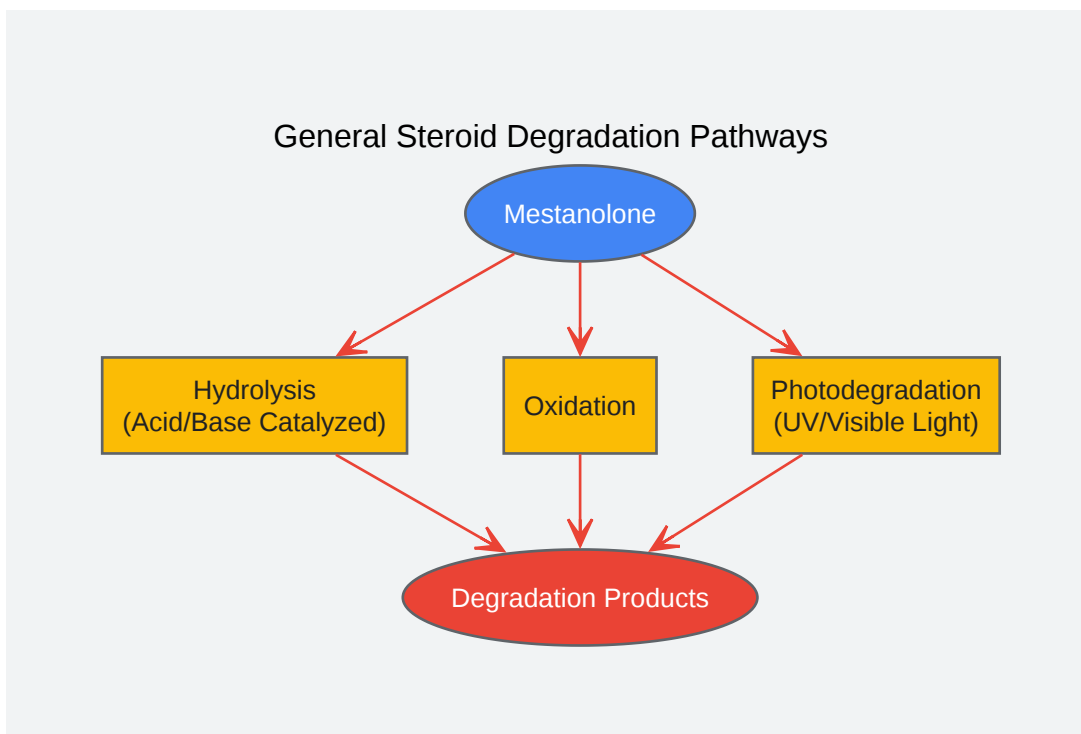 General Steroid Degradation Pathways
Mestanolone
Hydrolysis
(Acid/Base Catalyzed)
Oxidation
Photodegradation
(UV/Visible Light)
Degradation Products